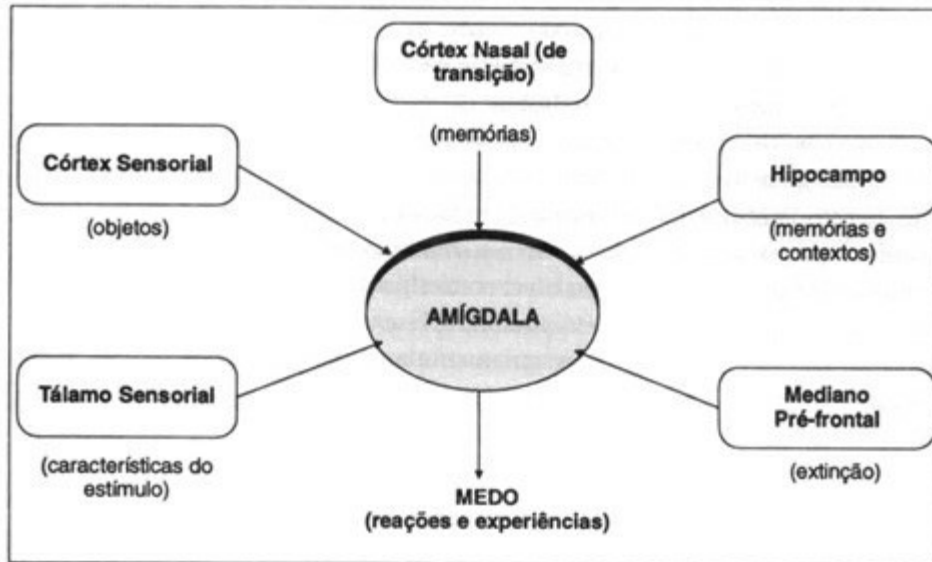 Córtex Nasal (de
transição)
(memórias)
Córtex Sensorial
(objetos)
Hipocampo
(memórias e
contextos)
AMÍGDALA
Tálamo Sensorial
(características do
estímulo)
Mediano
Pré-frontal
(extinção)
MEDO
(reações e experiências)